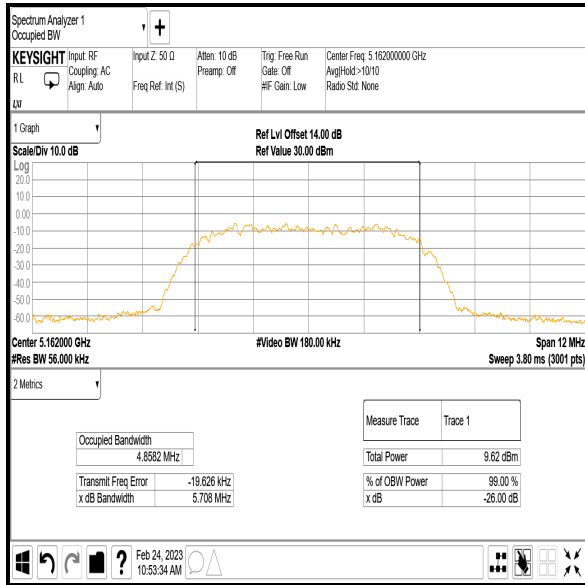 Spectrum Analyzer 1
Occupied BW
▼ +
KEYSIGHT
RL
LXI
Input: RF
Coupling: AC
Align: Auto
Input Z: 50 Ω
Freq Ref: Int (S)
Atten: 10 dB
Preamp: Off
Trig: Free Run
Gate: Off
#IF Gain: Low
Center Freq: 5.162000000 GHz
Avg|Hold:>10/10
Radio Std: None
1 Graph
Scale/Div 10.0 dB
Ref Lvl Offset 14.00 dB
Ref Value 30.00 dBm
Log
20.0
10.0
0.00
-10.0
-20.0
-30.0
-40.0
-50.0
-60.0
Center 5.162000 GHz
#Res BW 56.000 kHz
#Video BW 180.00 kHz
Span 12 MHz
Sweep 3.80 ms (3001 pts)
2 Metrics
Occupied Bandwidth
4.8582 MHz
Transmit Freq Error -19.626 kHz
x dB Bandwidth 5.708 MHz
Measure Trace Trace 1
Total Power 9.62 dBm
% of OBW Power 99.00 %
x dB -26.00 dB
?
Feb 24, 2023
10:53:34 AM